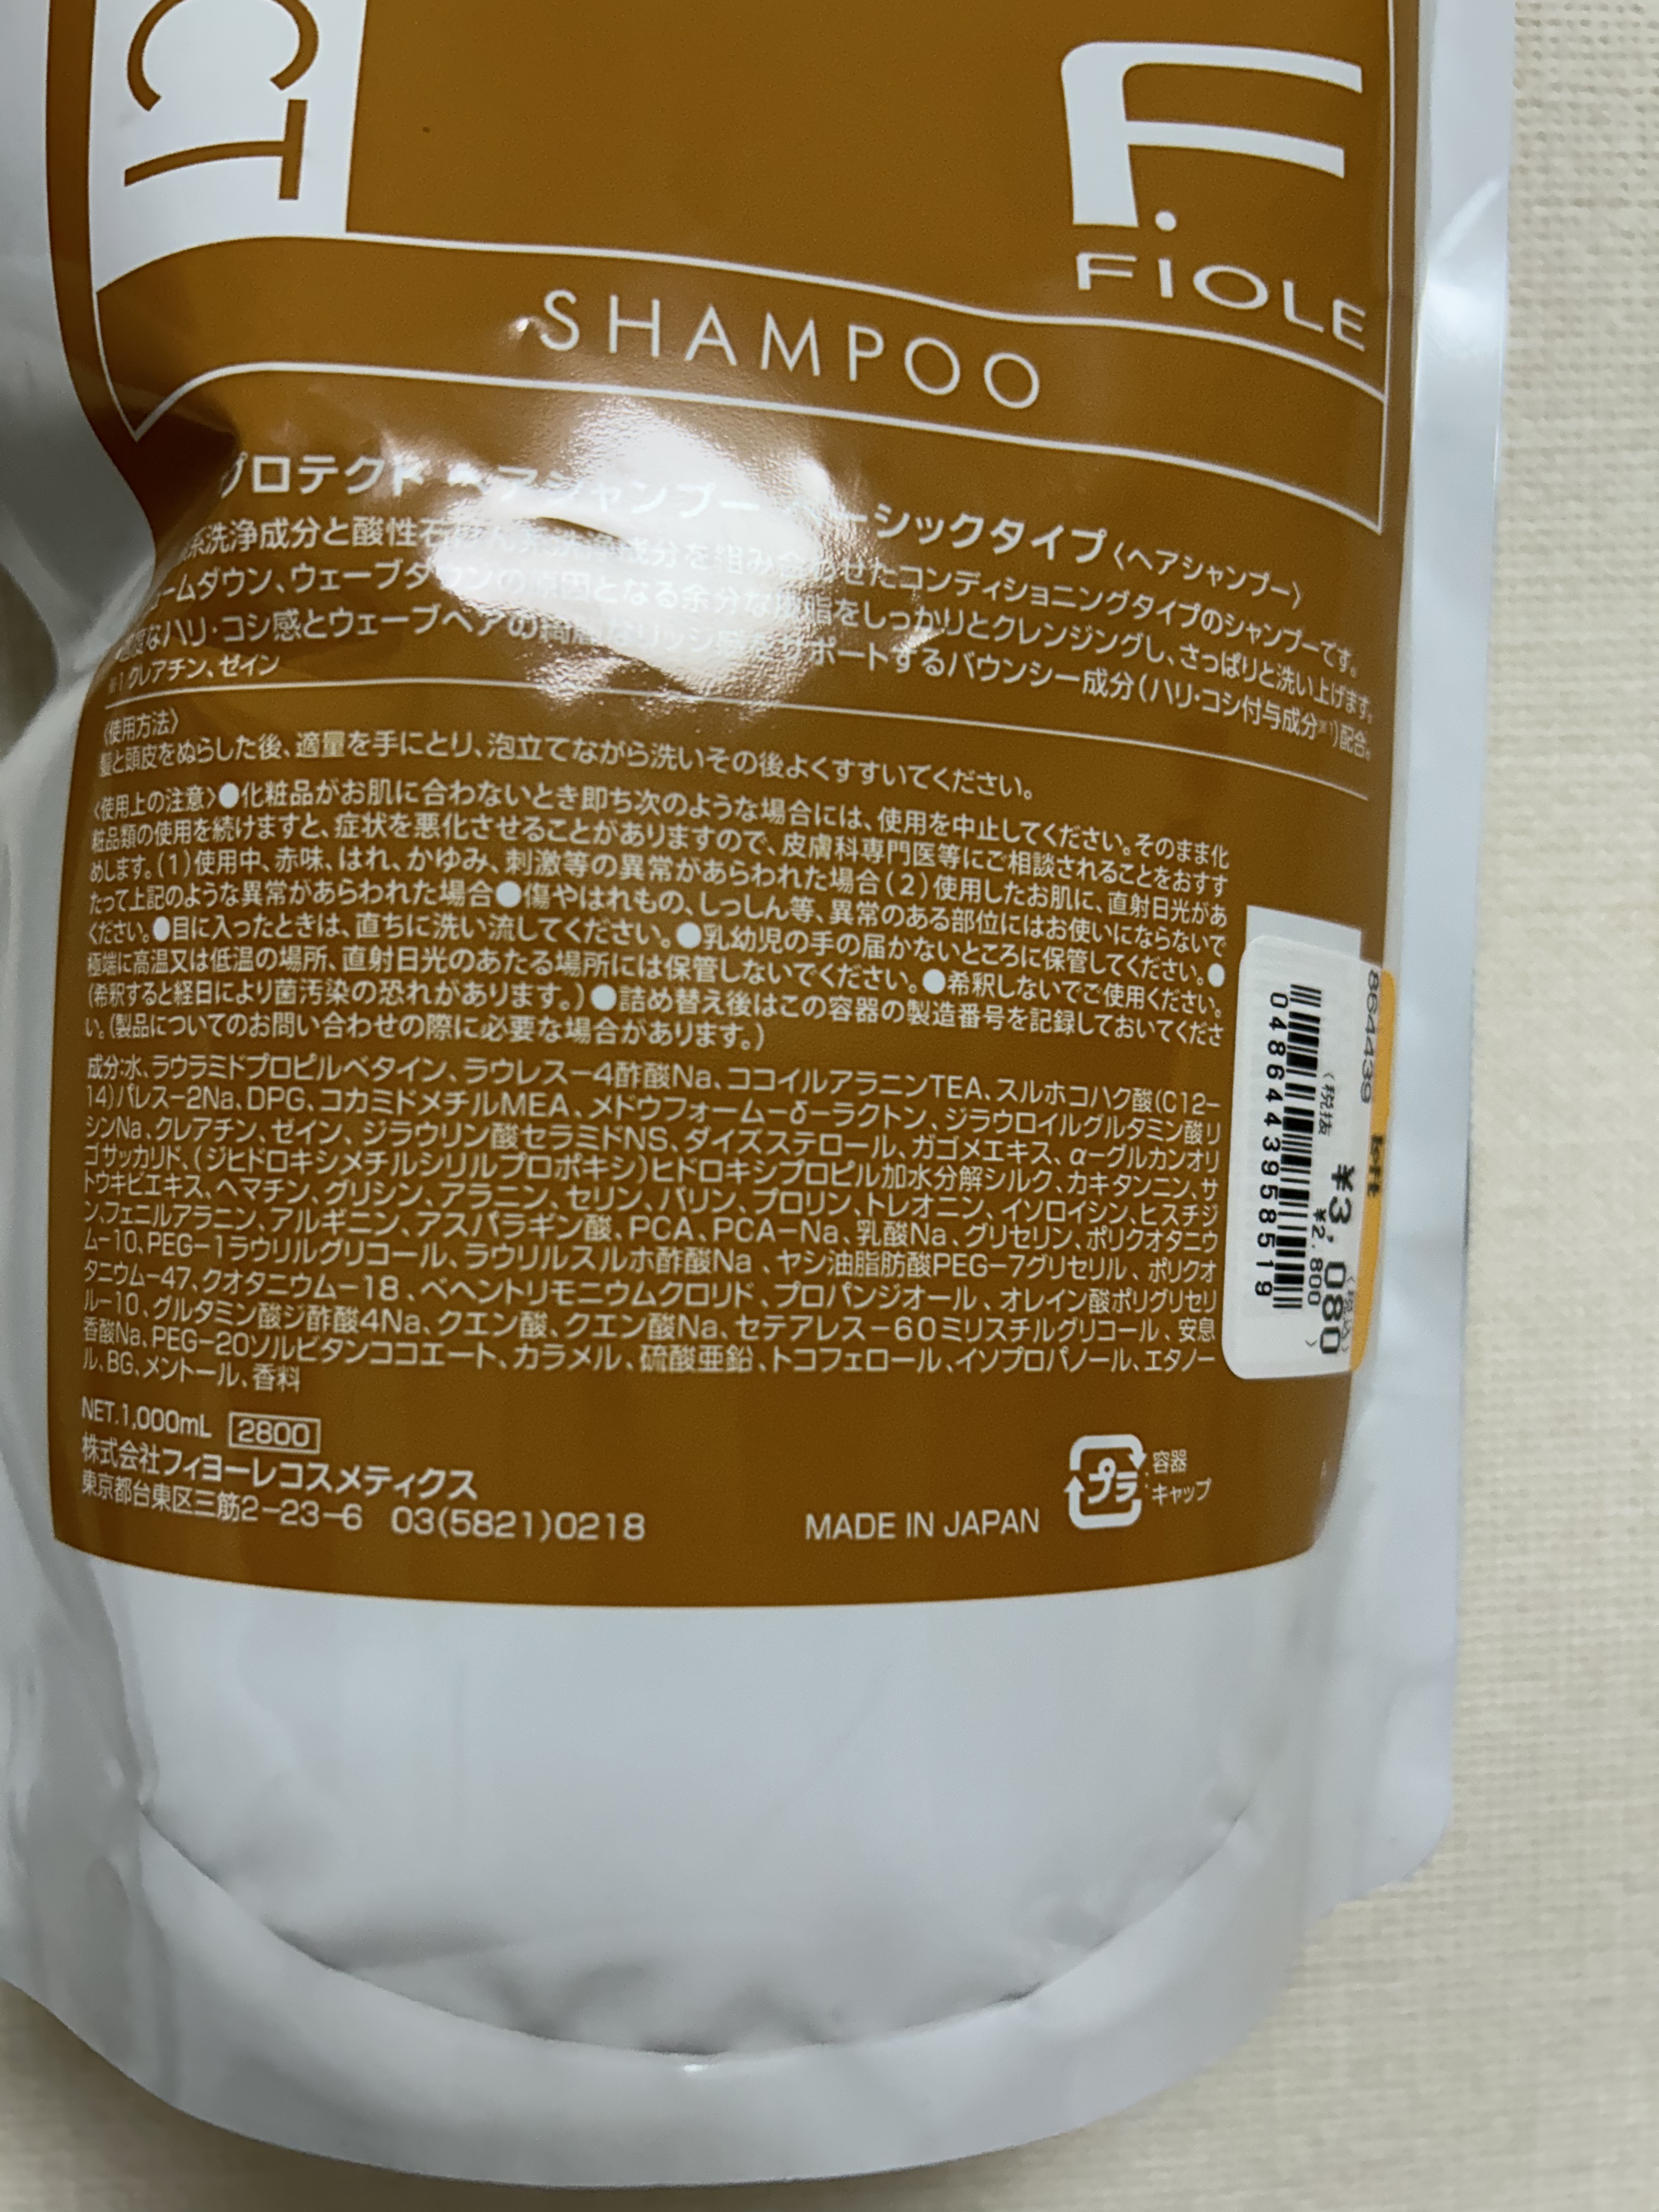 CT
F.
FIOLE
SHAMPOO
プロテクト ヘアシャンプー ベーシックタイプ〈ヘアシャンプー〉
系洗浄成分と酸性石けん系洗浄成分を組み合わせたコンディショニングタイプのシャンプーです。
ームダウン、ウェーブダウンの原因となる余分な油脂をしっかりとクレンジングし、さっぱりと洗い上げます。
なハリ・コシ感とウェーブヘアの綺麗なリッジ感をサポートするバウンシー成分(ハリ・コシ付与成分※1)配合。
※1クレアチン、ゼイン
〈使用方法〉
髪と頭皮をぬらした後、適量を手にとり、泡立てながら洗いその後よくすすいでください。
〈使用上の注意〉●化粧品がお肌に合わないとき即ち次のような場合には、使用を中止してください。そのまま化
粧品類の使用を続けますと、症状を悪化させることがありますので、皮膚科専門医等にご相談されることをおすす
めします。(1)使用中、赤味、はれ、かゆみ、刺激等の異常があらわれた場合(2)使用したお肌に、直射日光があ
たって上記のような異常があらわれた場合●傷やはれもの、しっしん等、異常のある部位にはお使いにならないで
ください。●目に入ったときは、直ちに洗い流してください。●乳幼児の手の届かないところに保管してください。●
極端に高温又は低温の場所、直射日光のあたる場所には保管しないでください。●希釈しないでご使用ください。
(希釈すると経日により菌汚染の恐れがあります。)●詰め替え後はこの容器の製造番号を記録しておいてくださ
い。(製品についてのお問い合わせの際に必要な場合があります。)
成分:水、ラウラミドプロピルベタイン、ラウレス－4酢酸Na、ココイルアラニンTEA、スルホコハク酸(C12－
14)パレス－2Na、DPG、コカミドメチルMEA、メドウフォーム－δ－ラクトン、ジラウロイルグルタミン酸リ
シンNa、クレアチン、ゼイン、ジラウリン酸セラミドNS、ダイズステロール、ガゴメエキス、α－グルカンオリ
ゴサッカリド、(ジヒドロキシメチルシリルプロポキシ)ヒドロキシプロピル加水分解シルク、カキタンニン、サ
トウキビエキス、ヘマチン、グリシン、アラニン、セリン、バリン、プロリン、トレオニン、イソロイシン、ヒスチジ
ン、フェニルアラニン、アルギニン、アスパラギン酸、PCA、PCA－Na、乳酸Na、グリセリン、ポリクオタニウ
ム－10、PEG－1ラウリルグリコール、ラウリルスルホ酢酸Na、ヤシ油脂肪酸PEG－7グリセリル、ポリクオ
タニウム－47、クオタニウム－18、ベヘントリモニウムクロリド、プロパンジオール、オレイン酸ポリグリセリ
ル－10、グルタミン酸ジ酢酸4Na、クエン酸、クエン酸Na、セテアレス－60ミリスチルグリコール、安息
香酸Na、PEG－20ソルビタンココエート、カラメル、硫酸亜鉛、トコフェロール、イソプロパノール、エタノー
ル、BG、メントール、香料
NET.1,000mL 2800
株式会社フィヨーレコスメティクス
東京都台東区三筋2－23－6 03(5821)0218
MADE IN JAPAN
プラ
容器
キャップ
8644439
04864443958519
〈税抜 ¥2,800〉
¥3,080
〈税込〉